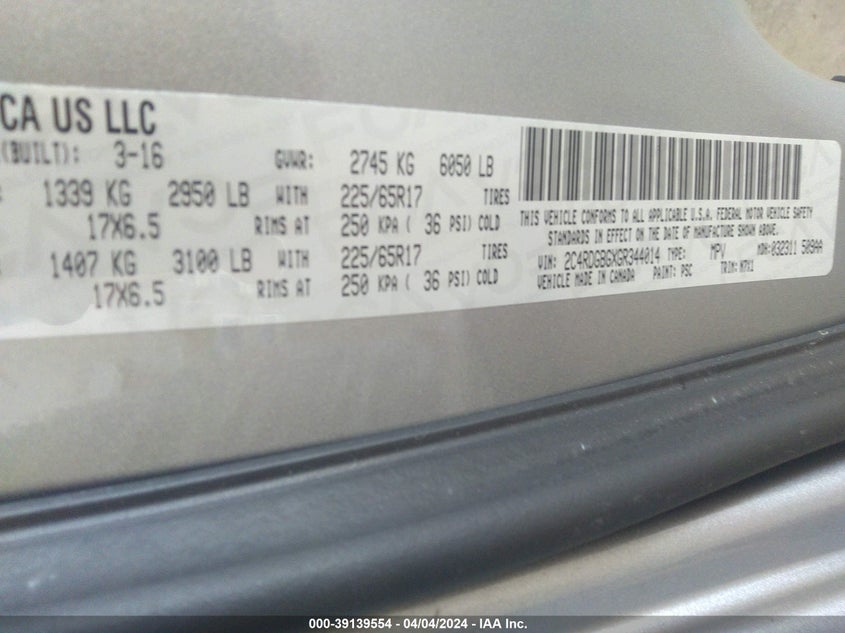 CA US LLC
(BUILT): 3-16 GVWR: 2745 KG 6050 LB
1339 KG 2950 LB WITH 225/65R17 TIRES
17X6.5 RIMS AT 250 KPA ( 36 PSI) COLD
1407 KG 3100 LB WITH 225/65R17 TIRES
17X6.5 RIMS AT 250 KPA ( 36 PSI) COLD
THIS VEHICLE CONFORMS TO ALL APPLICABLE U.S.A. FEDERAL MOTOR VEHICLE SAFETY
STANDARDS IN EFFECT ON THE DATE OF MANUFACTURE SHOWN ABOVE.
VIN: 2C4RDGBGXGR344014 TYPE: MPV MDH: 032311 509AA
VEHICLE MADE IN CANADA PAINT: PSC TRIM:
000-39139554 - 04/04/2024 - IAA Inc.